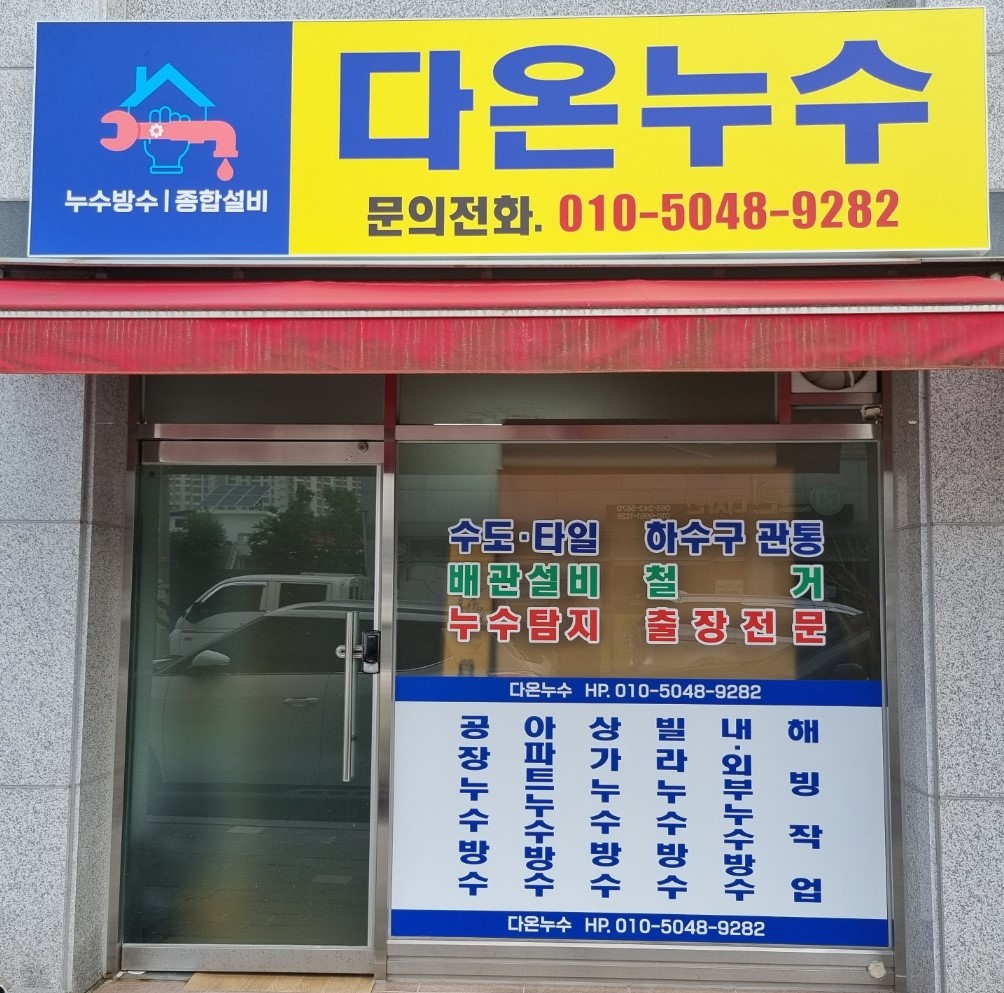 다온누수
누수방수 | 종합설비
문의전화. 010-5048-9282
수도·타일 하수구 관통
배관설비 철거
누수탐지 출장전문
다온누수 HP. 010-5048-9282
공장누수방수
아파트누수방수
상가누수방수
빌라누수방수
내·외부누수방수
해빙작업
다온누수 HP. 010-5048-9282